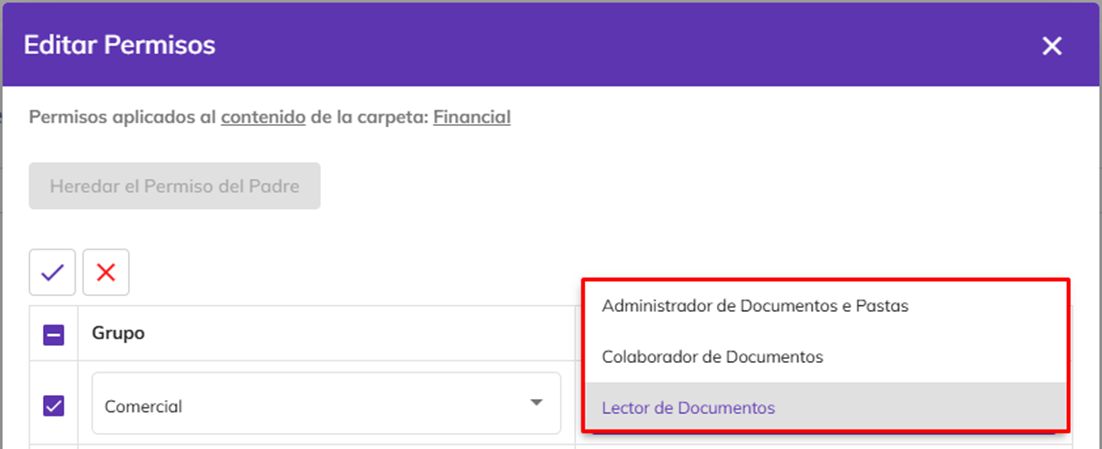 Editar Permisos
Permisos aplicados al contenido de la carpeta: Financial
Heredar el Permiso del Padre
Grupo
Administrador de Documentos e Pastas
Colaborador de Documentos
Comercial
Lector de Documentos